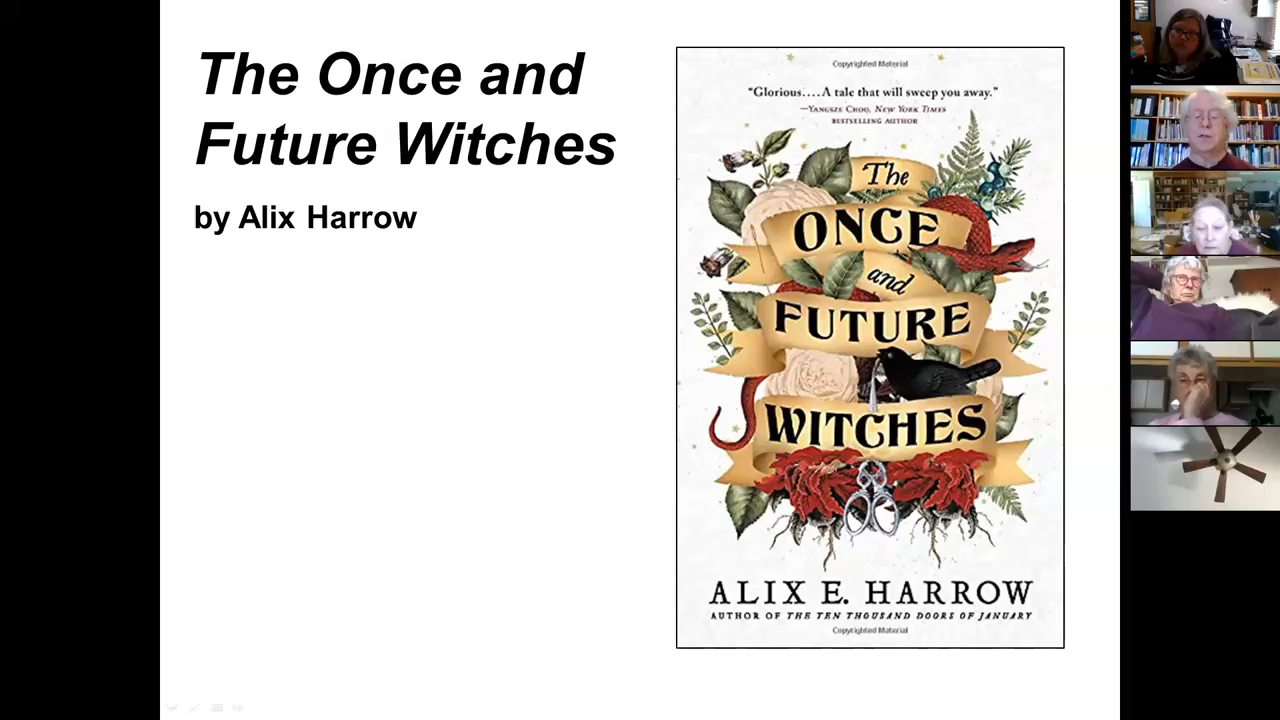 The Once and
Future Witches
by Alix Harrow
Copyrighted Material
“Glorious....A tale that will sweep you away.”
—Yangsze Choo, New York Times
bestselling author
The
ONCE
and
FUTURE
WITCHES
ALIX E. HARROW
AUTHOR OF THE TEN THOUSAND DOORS OF JANUARY
Copyrighted Material